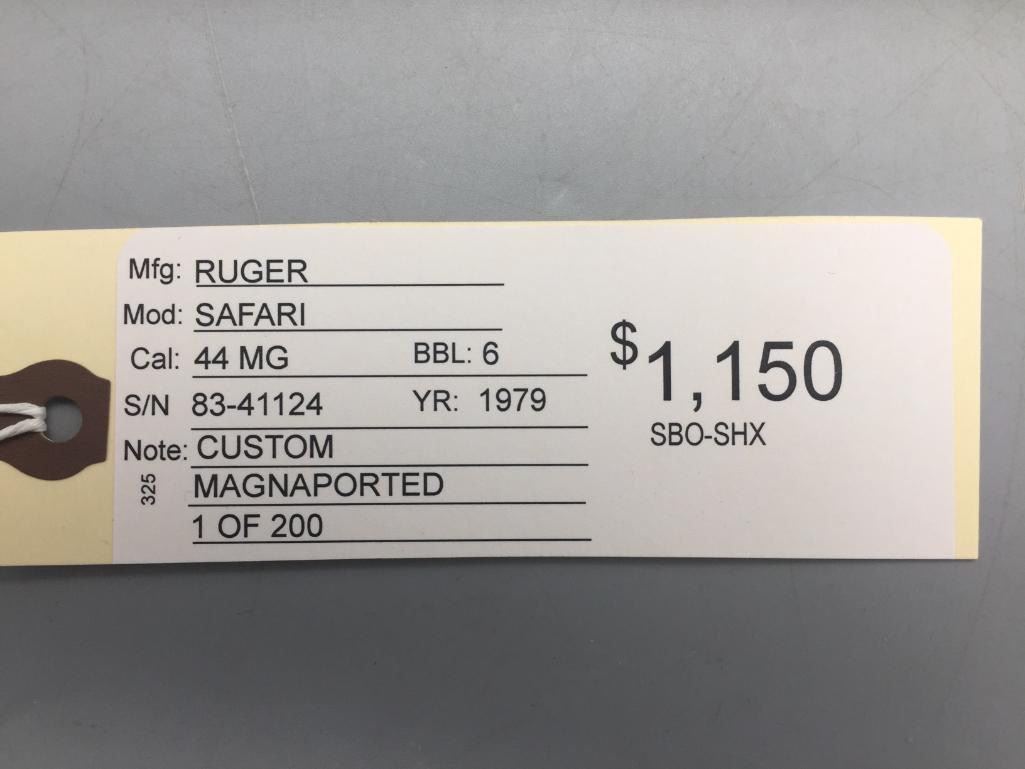 Mfg: RUGER
Mod: SAFARI
Cal: 44 MG BBL: 6
S/N 83-41124 YR: 1979
Note: CUSTOM
MAGNAPORTED
1 OF 200
325
$1,150
SBO-SHX